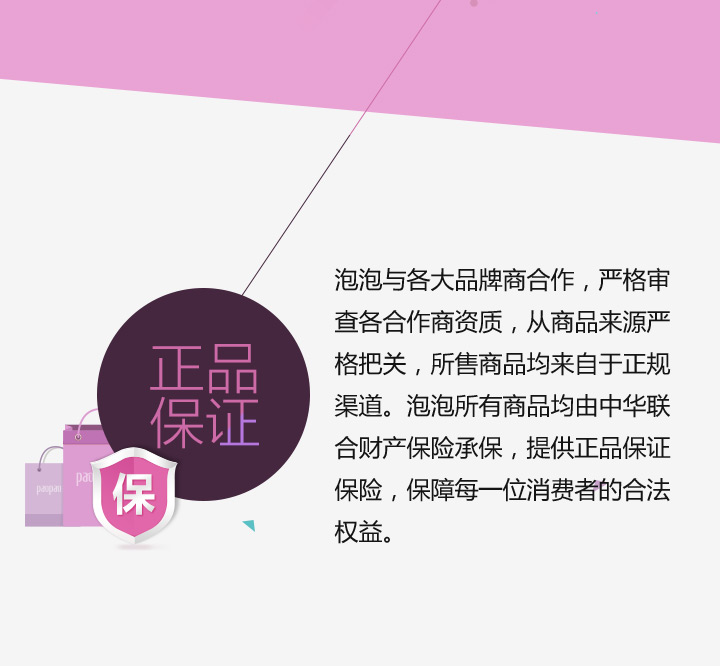 泡泡与各大品牌商合作，严格审
查各合作商资质，从商品来源严
格把关，所售商品均来自于正规
渠道。泡泡所有商品均由中华联
合财产保险承保，提供正品保证
保险，保障每一位消费者的合法
权益。
正品
保证
保